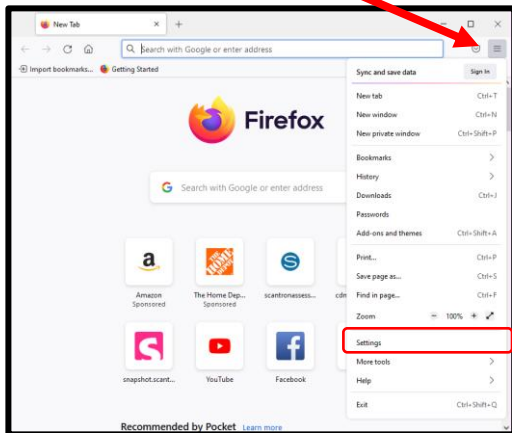 New Tab
Search with Google or enter address
Import bookmarks... Getting Started
Sync and save data Sign In
New tab Ctrl+T
New window Ctrl+N
New private window Ctrl+Shift+P
Bookmarks
History
Downloads Ctrl+J
Passwords
Add-ons and themes Ctrl+Shift+A
Print... Ctrl+P
Save page as... Ctrl+S
Find in page... Ctrl+F
Zoom - 100% +
Settings
More tools
Help
Exit Ctrl+Shift+Q
Firefox
Search with Google or enter address
Amazon
Sponsored
The Home Dep...
Sponsored
scantronassess...
snapshot.scant...
YouTube
Facebook
Recommended by Pocket Learn more